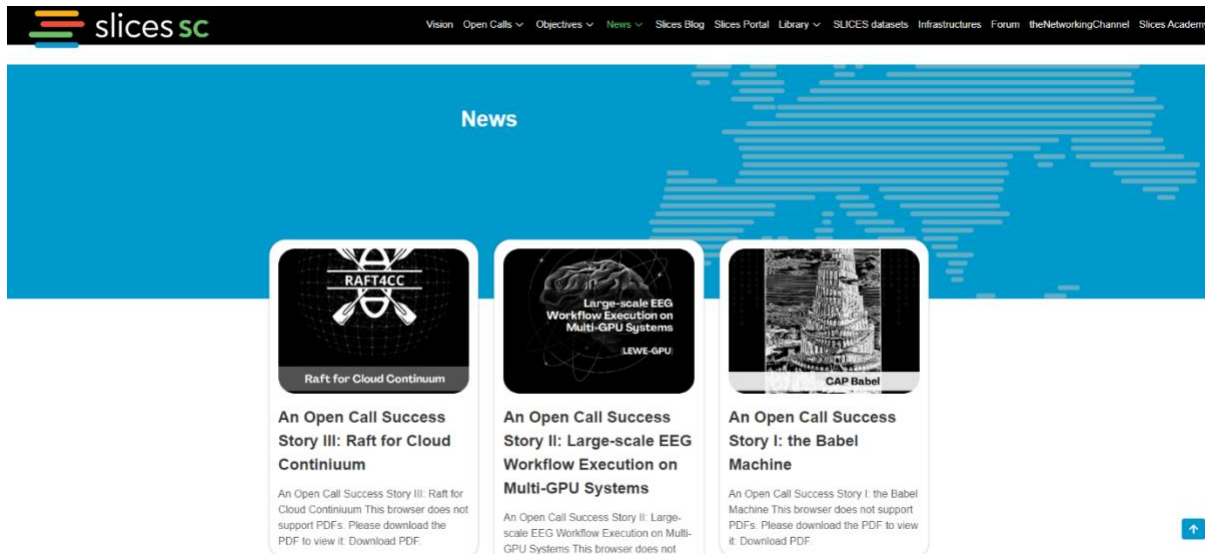 slices sc
Vision Open Calls Objectives News Slices Blog Slices Portal Library SLICES datasets Infrastructures Forum theNetworkingChannel Slices Academy
News
RAFT4CC
Raft for Cloud Continuum
An Open Call Success
Story III: Raft for Cloud
Continiuum
An Open Call Success Story III: Raft for
Cloud Continiuum This browser does not
support PDFs. Please download the
PDF to view it: Download PDF.
Large-scale EEG
Workflow Execution on
Multi-GPU Systems
(LEWE-GPU)
An Open Call Success
Story II: Large-scale EEG
Workflow Execution on
Multi-GPU Systems
An Open Call Success Story II: Large-
scale EEG Workflow Execution on Multi-
GPU Systems This browser does not
CAP Babel
An Open Call Success
Story I: the Babel
Machine
An Open Call Success Story I: the Babel
Machine This browser does not support
PDFs. Please download the PDF to view
it: Download PDF.